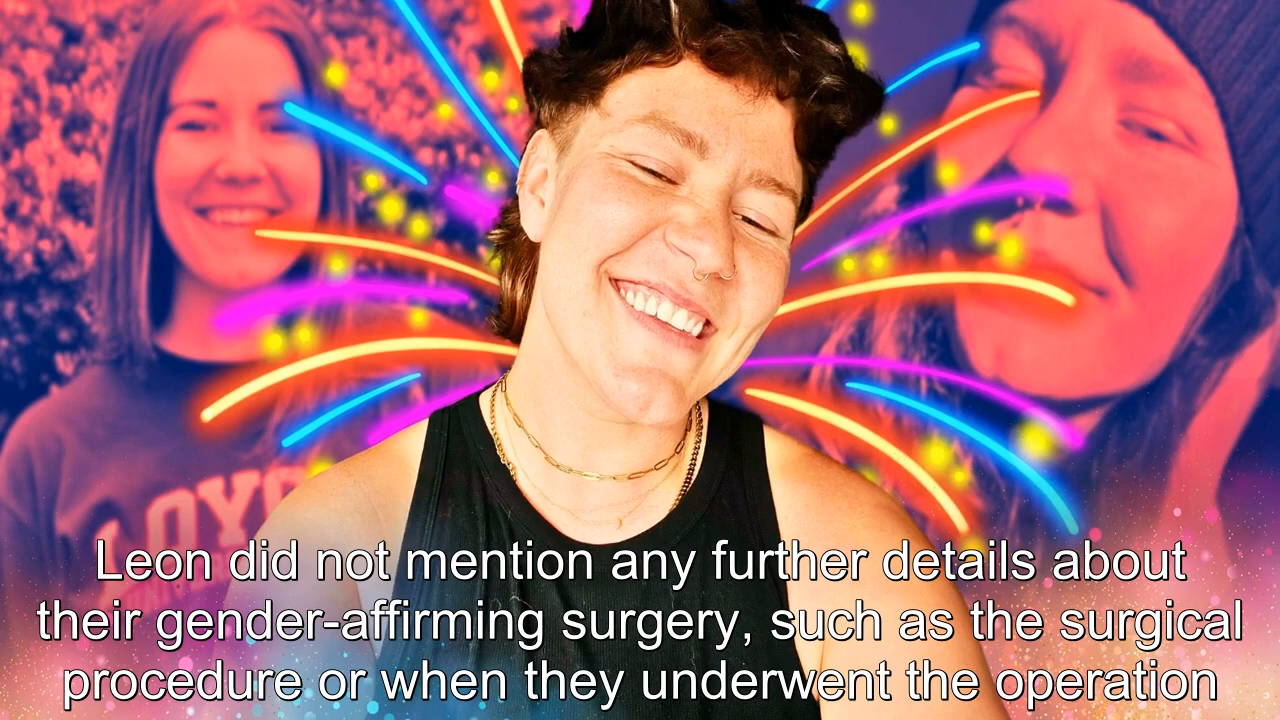 LOYO
Leon did not mention any further details about
their gender-affirming surgery, such as the surgical
procedure or when they underwent the operation